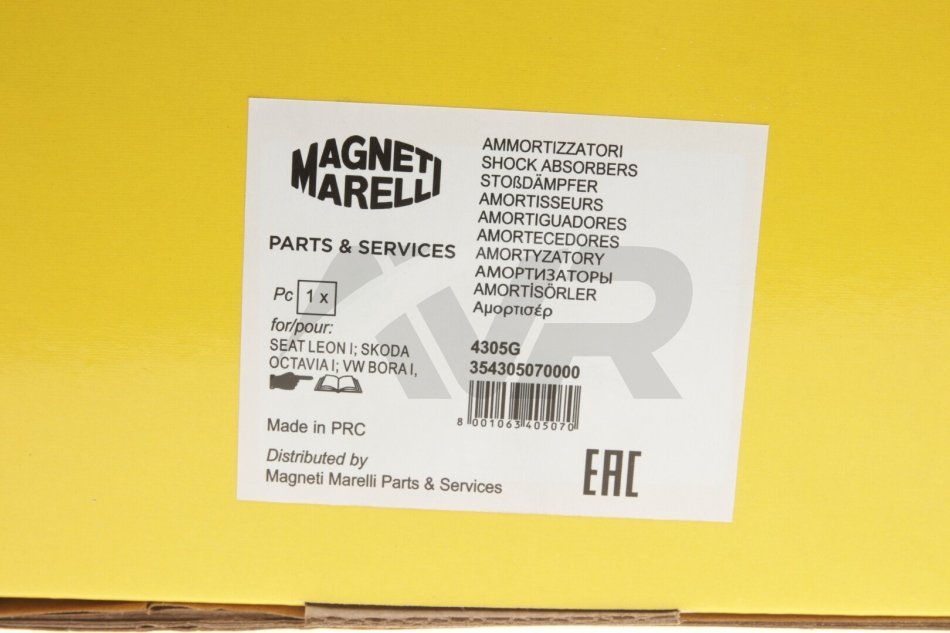 MAGNETI
MARELLI
PARTS & SERVICES
Pc 1 x
for/pour:
SEAT LEON I; SKODA
OCTAVIA I; VW BORA I,
Made in PRC
Distributed by
Magneti Marelli Parts & Services
AMMORTIZZATORI
SHOCK ABSORBERS
STOßDÄMPFER
AMORTISSEURS
AMORTIGUADORES
AMORTECEDORES
AMORTYZATORY
АМОРТИЗАТОРЫ
AMORTİSÖRLER
Αμορτισέρ
4305G
354305070000
8 001063 405070
EAC